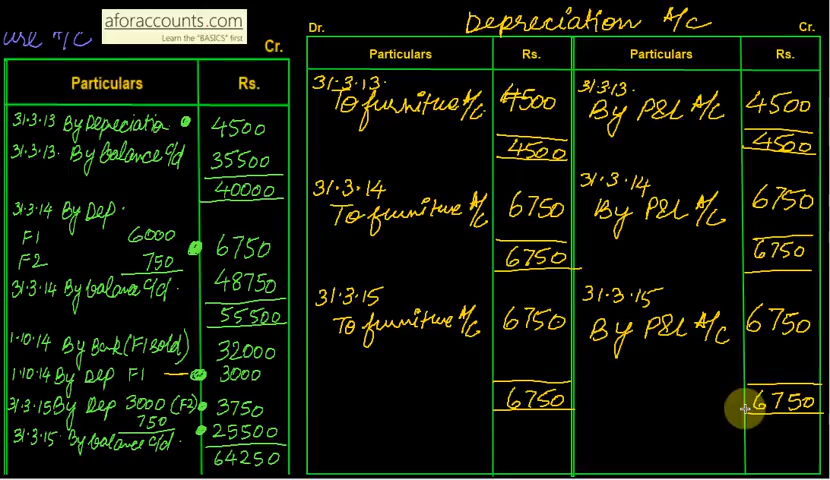 aforaccounts.com
Learn the "BASICS" first
ure A/C
Cr.
Particulars Rs.
31.3.13 By Depreciation 4500
31.3.13. By balance c/d 35500
40000
31.3.14 By Dep.
F1 6000
F2 750 6750
31.3.14 By balance c/d. 48750
55500
1.10.14 By Bank (F1 sold) 32000
1.10.14 By Dep F1 — 3000
31.3.15 By Dep 3000 (F2) 3750
750
31.3.15. By balance c/d. 25500
64250
Depreciation A/C
Dr. Cr.
Particulars Rs. Particulars Rs.
31.3.13. 31.3.13.
To furniture A/C 4500 By P&L A/C 4500
4500 4500
31.3.14 31.3.14
To furniture A/C 6750 By P&L A/C 6750
6750 6750
31.3.15 31.3.15
To furniture A/C 6750 By P&L A/C 6750
6750 6750